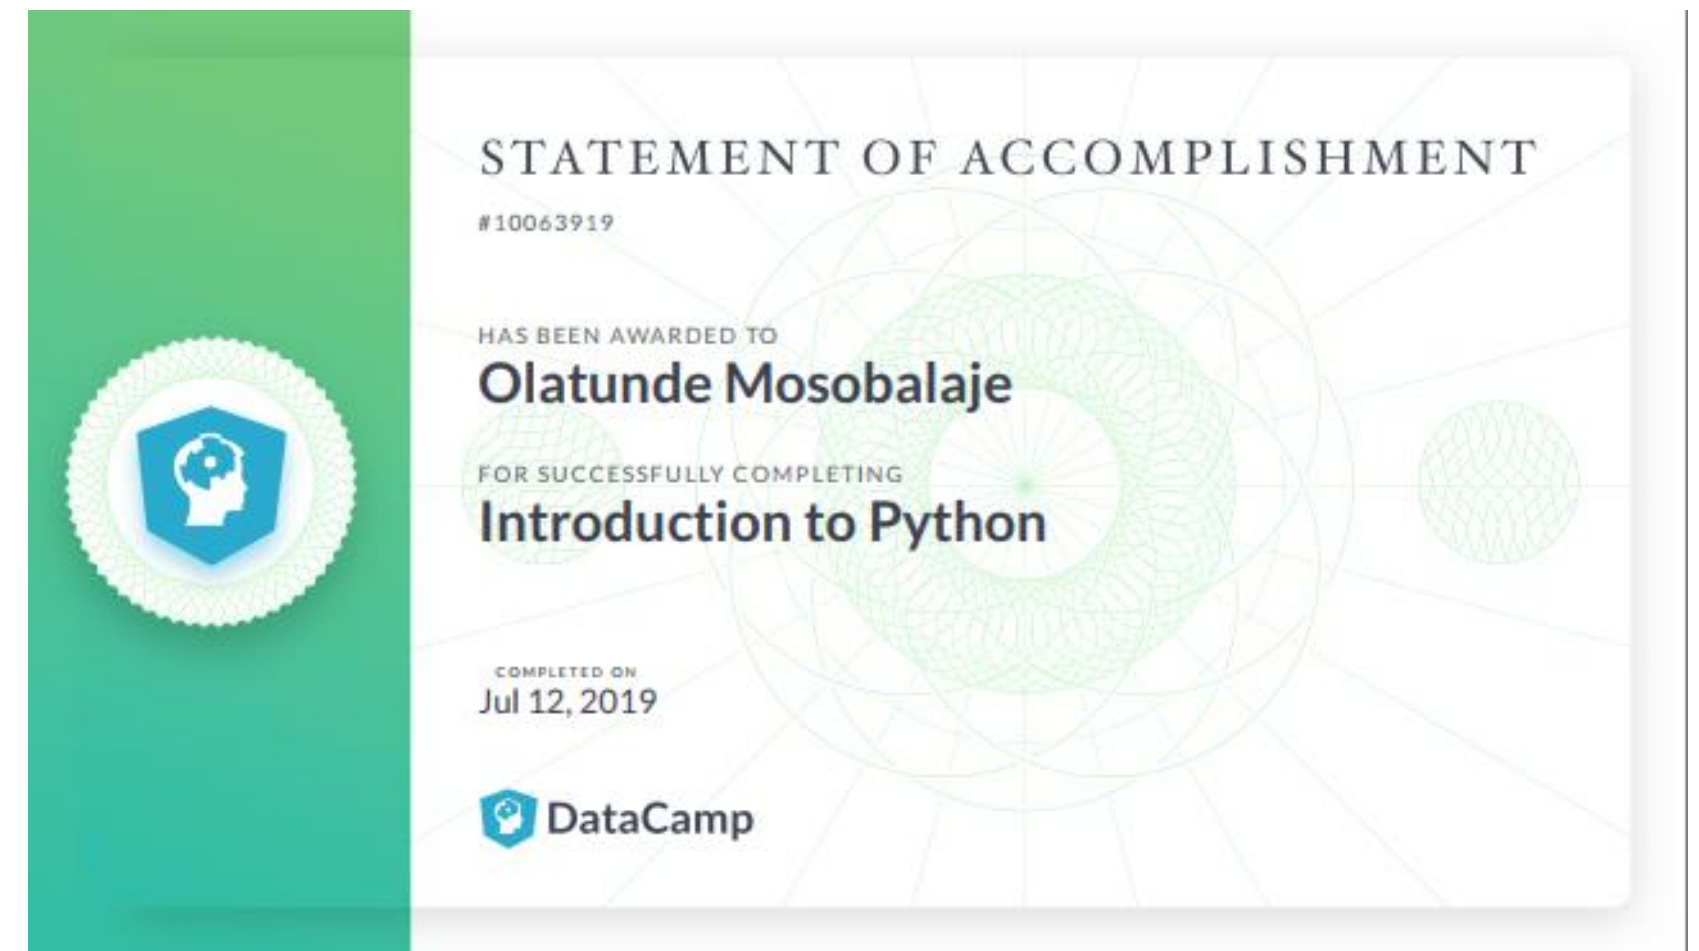 STATEMENT OF ACCOMPLISHMENT
#10063919
HAS BEEN AWARDED TO
Olatunde Mosobalaje
FOR SUCCESSFULLY COMPLETING
Introduction to Python
COMPLETED ON
Jul 12, 2019
DataCamp